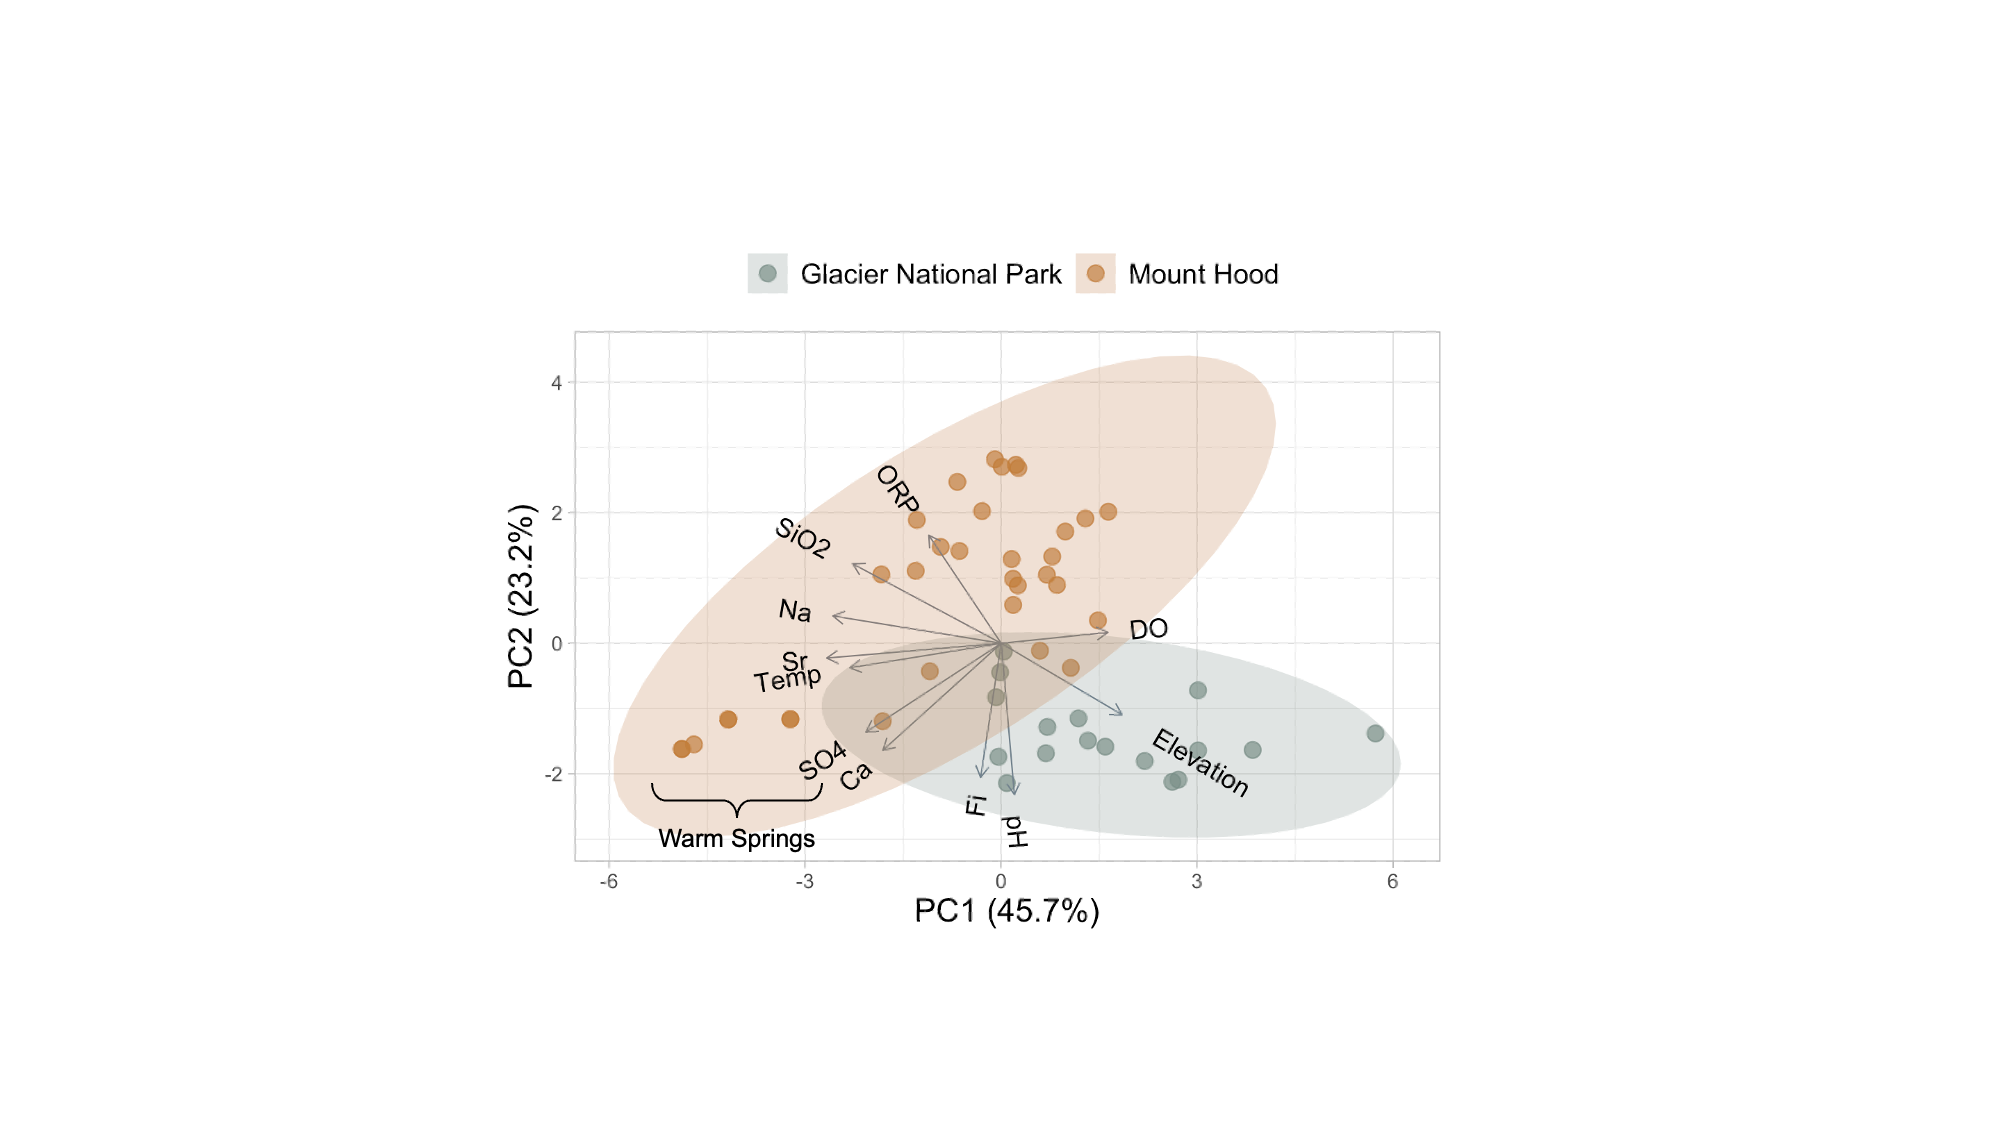 Glacier National Park Mount Hood
4
2
0
-2
PC2 (23.2%)
ORP
SiO2
Na
Sr
Temp
SO4
Ca
Fi
pH
DO
Elevation
Warm Springs
-6 -3 0 3 6
PC1 (45.7%)